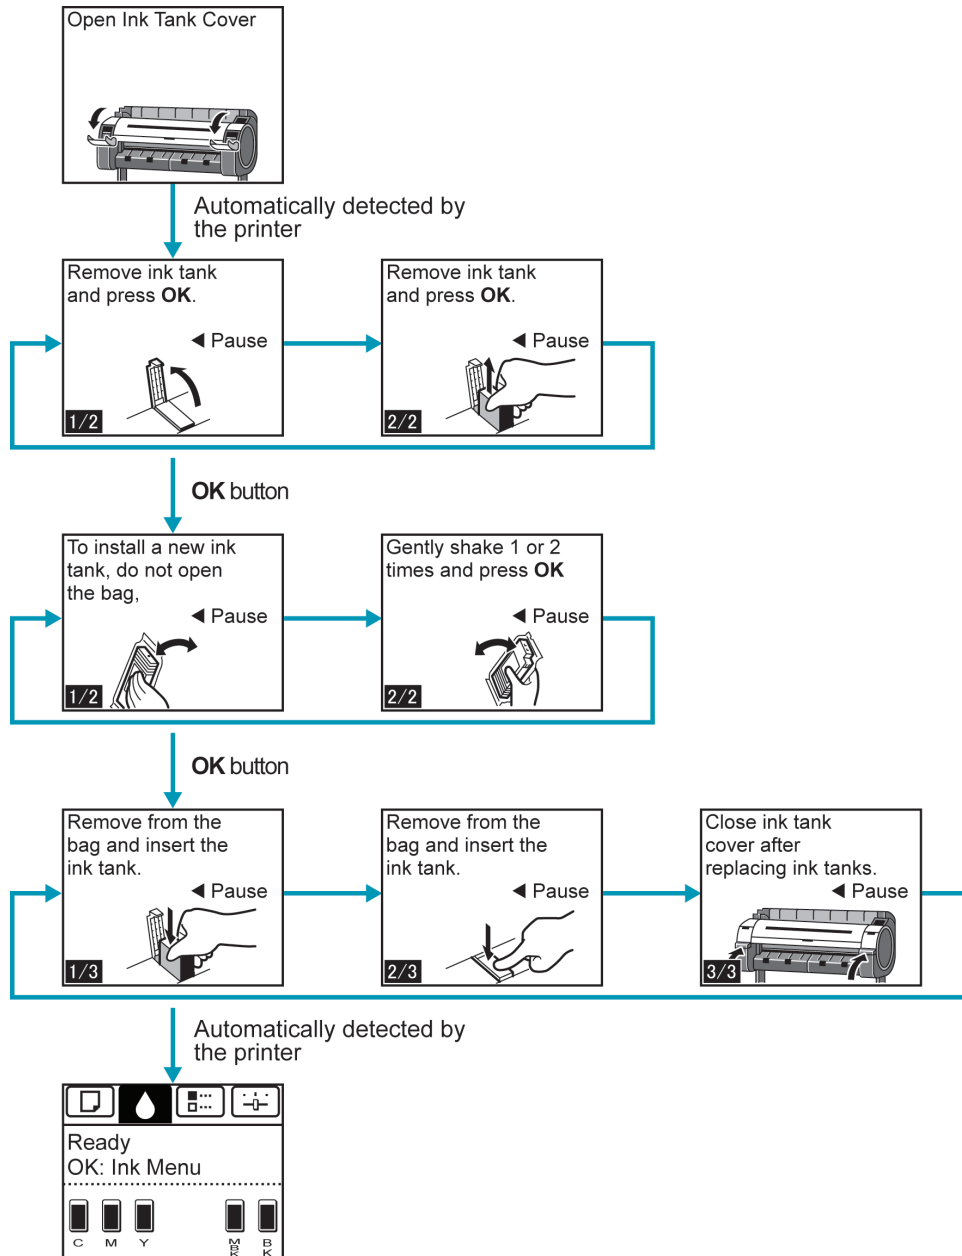 Open Ink Tank Cover
Automatically detected by
the printer
Remove ink tank
and press OK.
◀ Pause
1/2
Remove ink tank
and press OK.
◀ Pause
2/2
OK button
To install a new ink
tank, do not open
the bag,
◀ Pause
1/2
Gently shake 1 or 2
times and press OK
◀ Pause
2/2
OK button
Remove from the
bag and insert the
ink tank.
◀ Pause
1/3
Remove from the
bag and insert the
ink tank.
◀ Pause
2/3
Close ink tank
cover after
replacing ink tanks.
◀ Pause
3/3
Automatically detected by
the printer
Ready
OK: Ink Menu
C M Y MBK BK